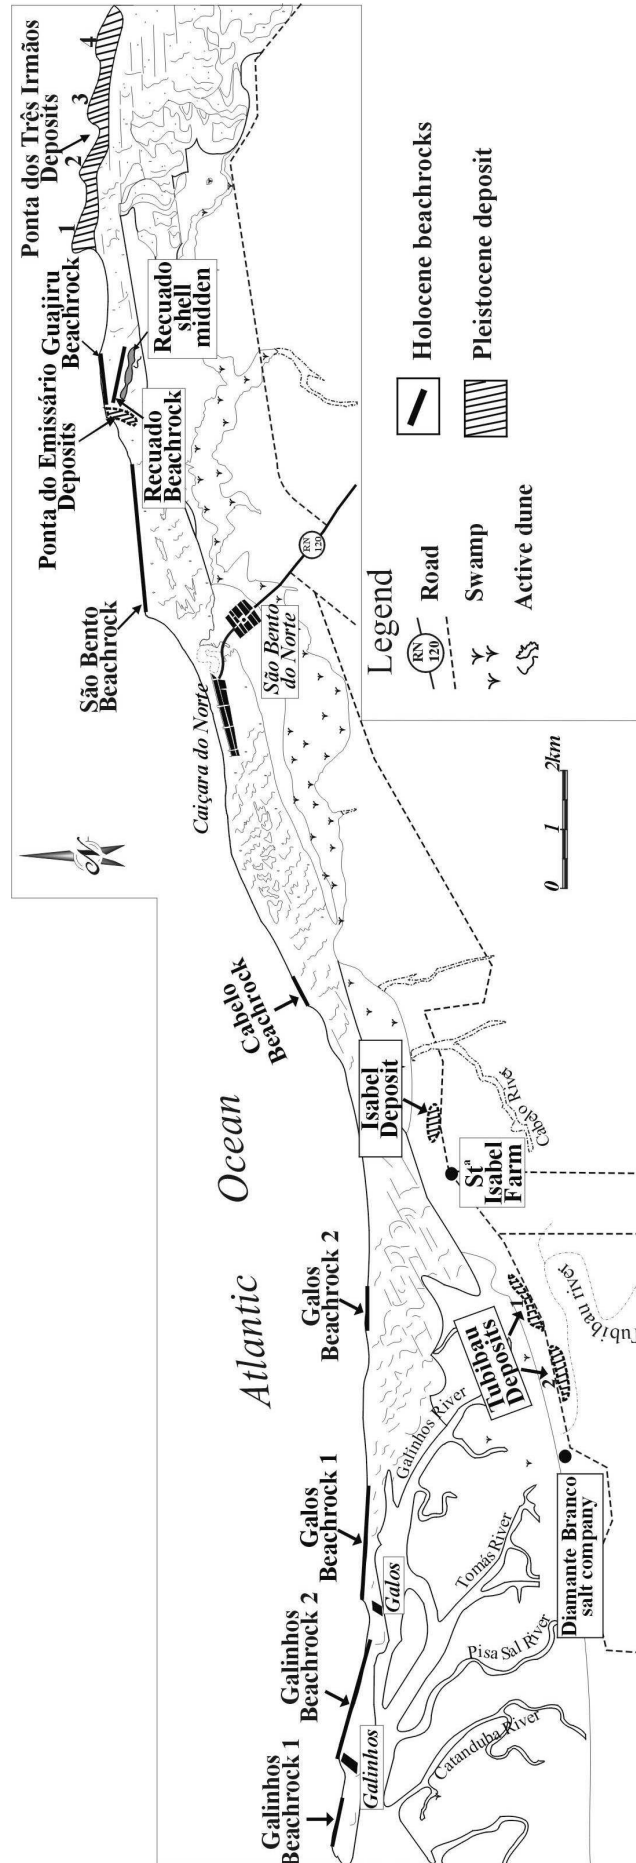 Galinhos
Beachrock 1
Galinhos
Beachrock 2
Galos
Beachrock 1
Galos
Beachrock 2
Atlantic Ocean
Cabelo
Beachrock
N
Caiçara do Norte
São Bento
Beachrock
Ponta do Emissário
Deposits
Guajiru
Beachrock
Ponta dos Três Irmãos
Deposits
1
2
3
4
Recuado
Beachrock
Recuado
shell
midden
São Bento
do Norte
RN
120
Galinhos
Galos
Catanduba River
Pisa Sal River
Tomás River
Galinhos River
Tubibau
Deposits
1
2
Tubibau river
Diamante Branco
salt company
Isabel
Deposit
Stª
Isabel
Farm
Cabelo River
0 1 2km
Legend
RN
120
Road
Swamp
Active dune
Holocene beachrocks
Pleistocene deposit